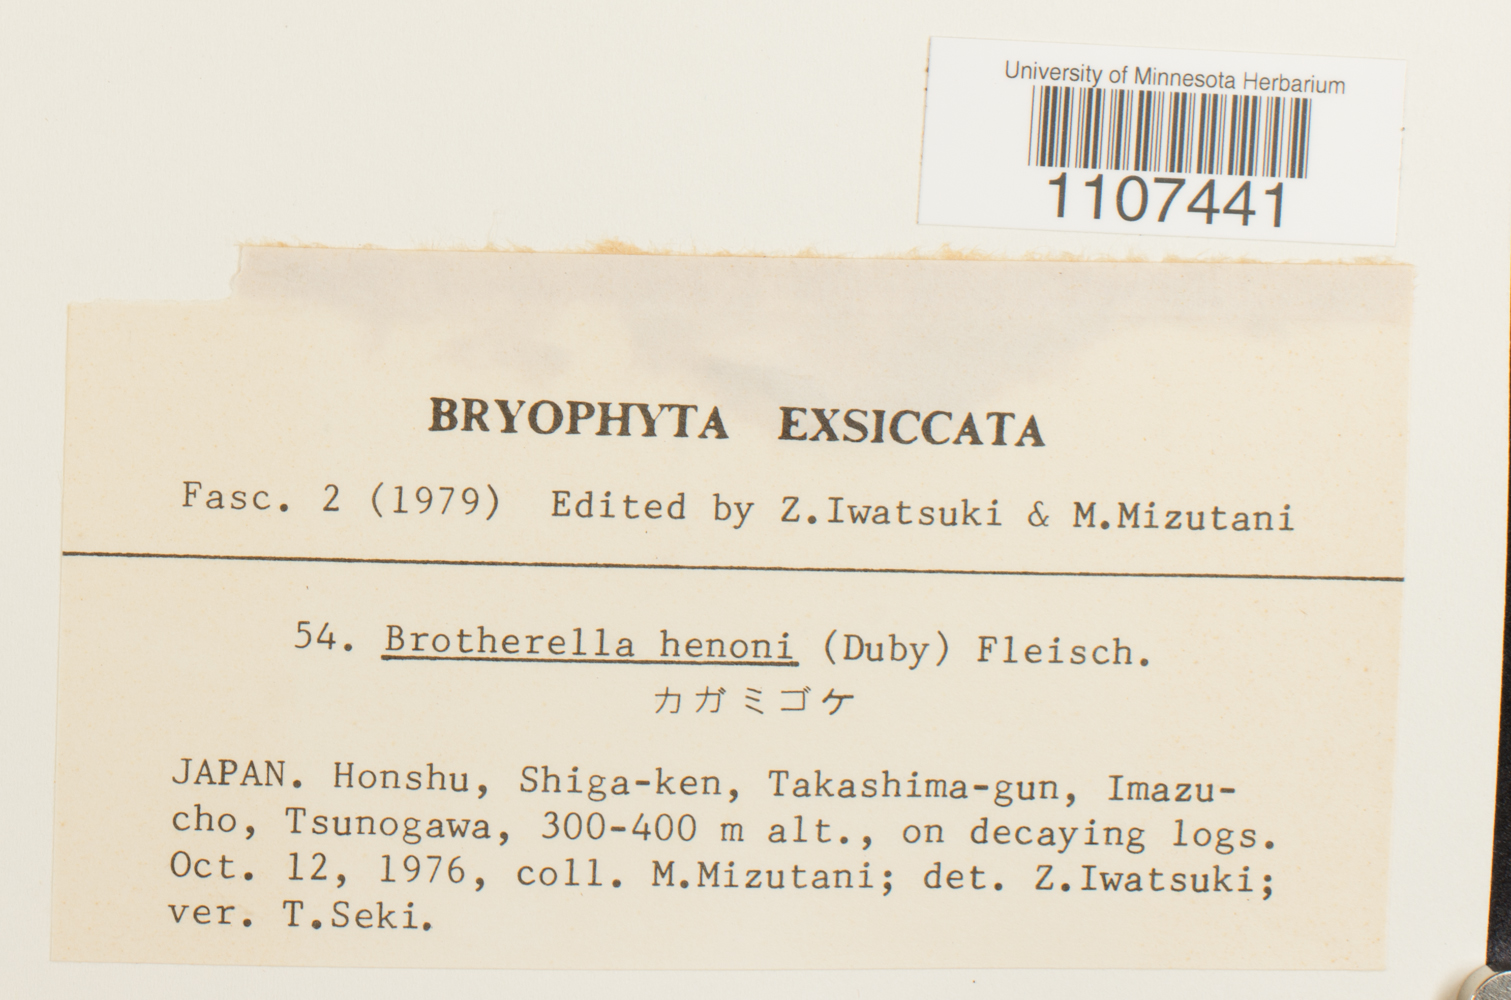 University of Minnesota Herbarium
1107441
BRYOPHYTA EXSICCATA
Fasc. 2 (1979) Edited by Z.Iwatsuki & M.Mizutani
54. Brotherella henoni (Duby) Fleisch.
カガミゴケ
JAPAN. Honshu, Shiga-ken, Takashima-gun, Imazu-
cho, Tsunogawa, 300-400 m alt., on decaying logs.
Oct. 12, 1976, coll. M.Mizutani; det. Z.Iwatsuki;
ver. T.Seki.